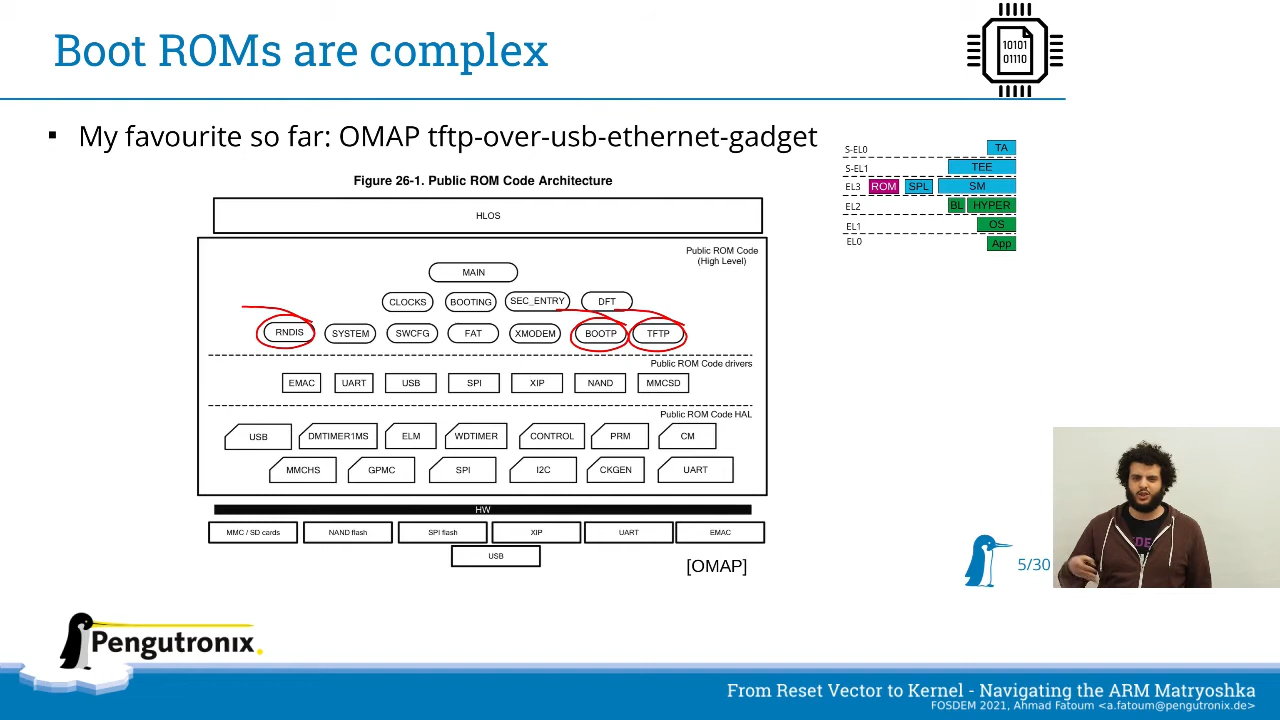 Boot ROMs are complex
10101
01110
▪ My favourite so far: OMAP tftp-over-usb-ethernet-gadget
Figure 26-1. Public ROM Code Architecture
HLOS
Public ROM Code
(High Level)
MAIN
CLOCKS BOOTING SEC_ENTRY DFT
RNDIS SYSTEM SWCFG FAT XMODEM BOOTP TFTP
Public ROM Code drivers
EMAC UART USB SPI XIP NAND MMCSD
Public ROM Code HAL
USB DMTIMER1MS ELM WDTIMER CONTROL PRM CM
MMCHS GPMC SPI I2C CKGEN UART
HW
MMC / SD cards NAND flash SPI flash XIP UART EMAC
USB
[OMAP]
S-EL0 TA
S-EL1 TEE
EL3 ROM SPL SM
EL2 BL HYPER
EL1 OS
EL0 App
5/30
Pengutronix
From Reset Vector to Kernel - Navigating the ARM Matryoshka
FOSDEM 2021, Ahmad Fatoum <a.fatoum@pengutronix.de>